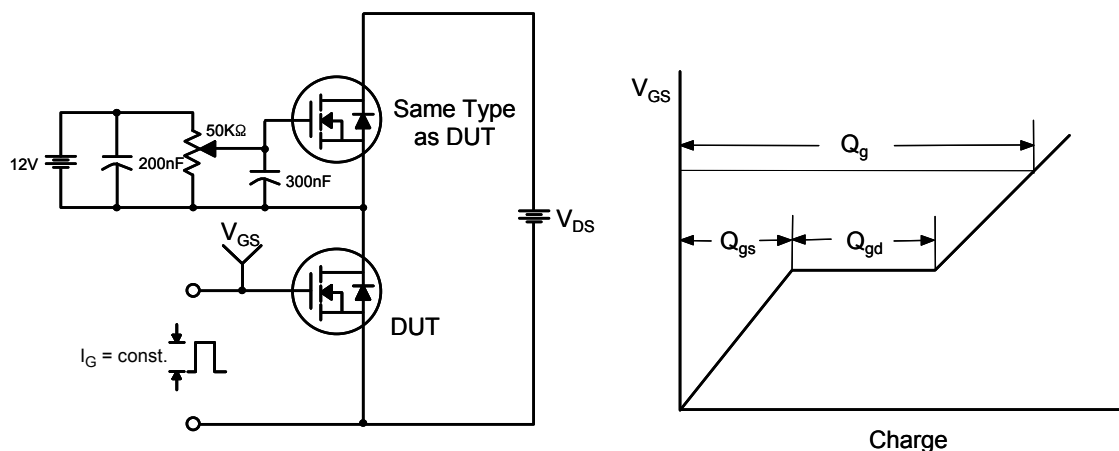 12V
200nF
50KΩ
300nF
Same Type
as DUT
V_DS
V_GS
DUT
I_G = const.
V_GS
Q_g
Q_gs
Q_gd
Charge